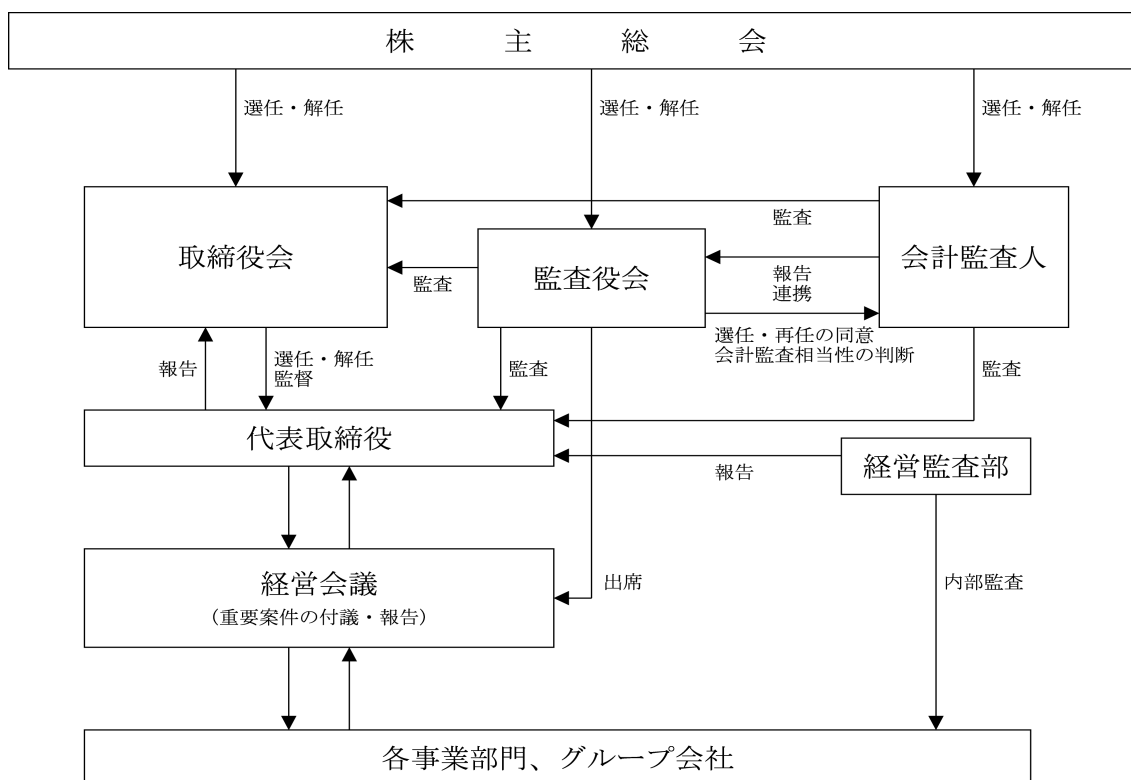 株主総会
選任・解任
選任・解任
選任・解任
取締役会
監査
会計監査人
監査
監査役会
報告
連携
選任・再任の同意
会計監査相当性の判断
報告
選任・解任
監督
監査
監査
代表取締役
報告
経営監査部
経営会議
(重要案件の付議・報告)
出席
内部監査
各事業部門、グループ会社